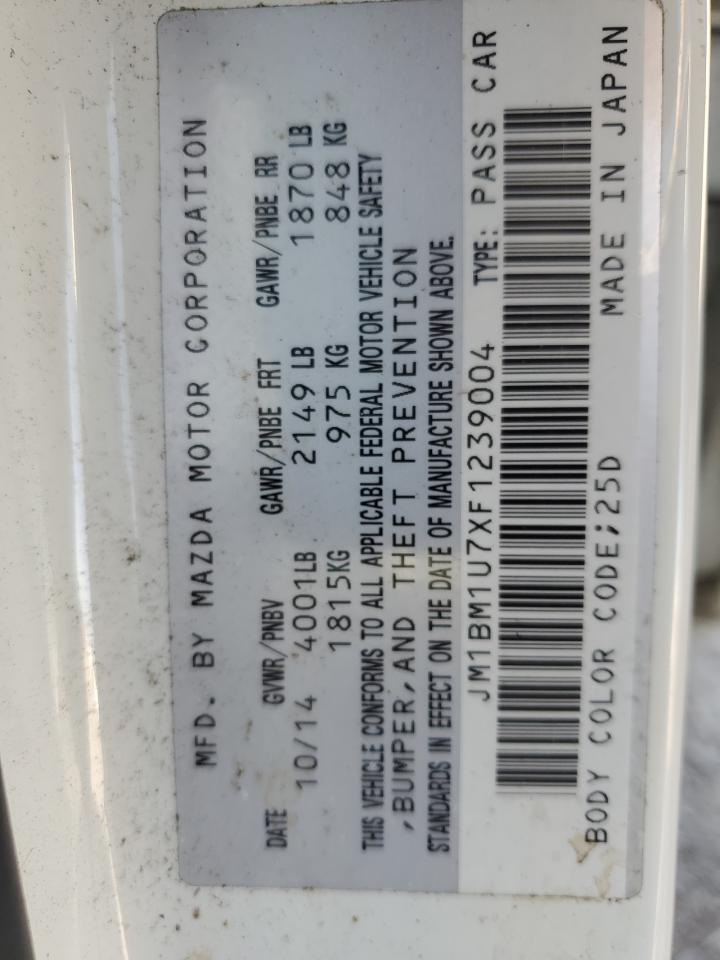 MFD. BY MAZDA MOTOR CORPORATION
DATE GVWR/PNBV GAWR/PNBE FRT GAWR/PNBE RR
10/14 4001LB 2149 LB 1870 LB
1815KG 975 KG 848 KG
THIS VEHICLE CONFORMS TO ALL APPLICABLE FEDERAL MOTOR VEHICLE SAFETY
,BUMPER,AND THEFT PREVENTION
STANDARDS IN EFFECT ON THE DATE OF MANUFACTURE SHOWN ABOVE.
JM1BM1U7XF1239004 TYPE: PASS CAR
BODY COLOR CODE;25D MADE IN JAPAN